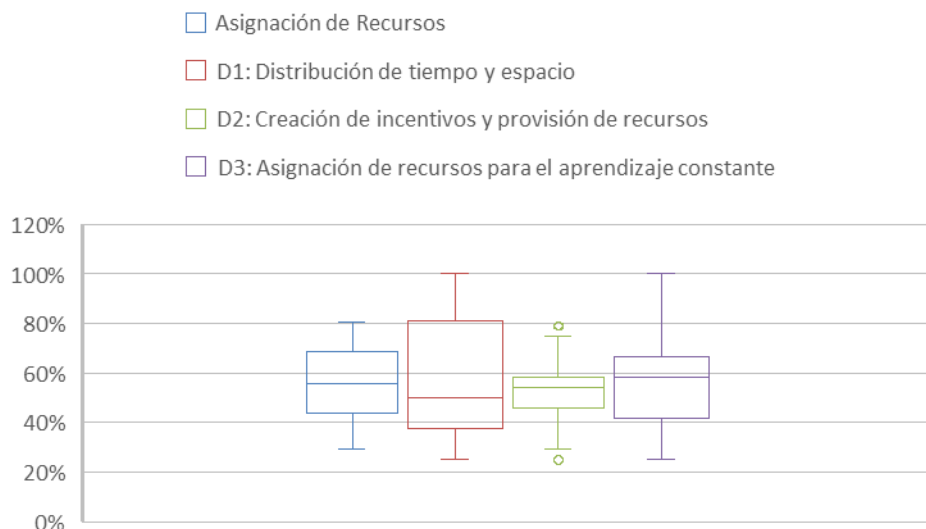 Asignación de Recursos
D1: Distribución de tiempo y espacio
D2: Creación de incentivos y provisión de recursos
D3: Asignación de recursos para el aprendizaje constante
120%
100%
80%
60%
40%
20%
0%